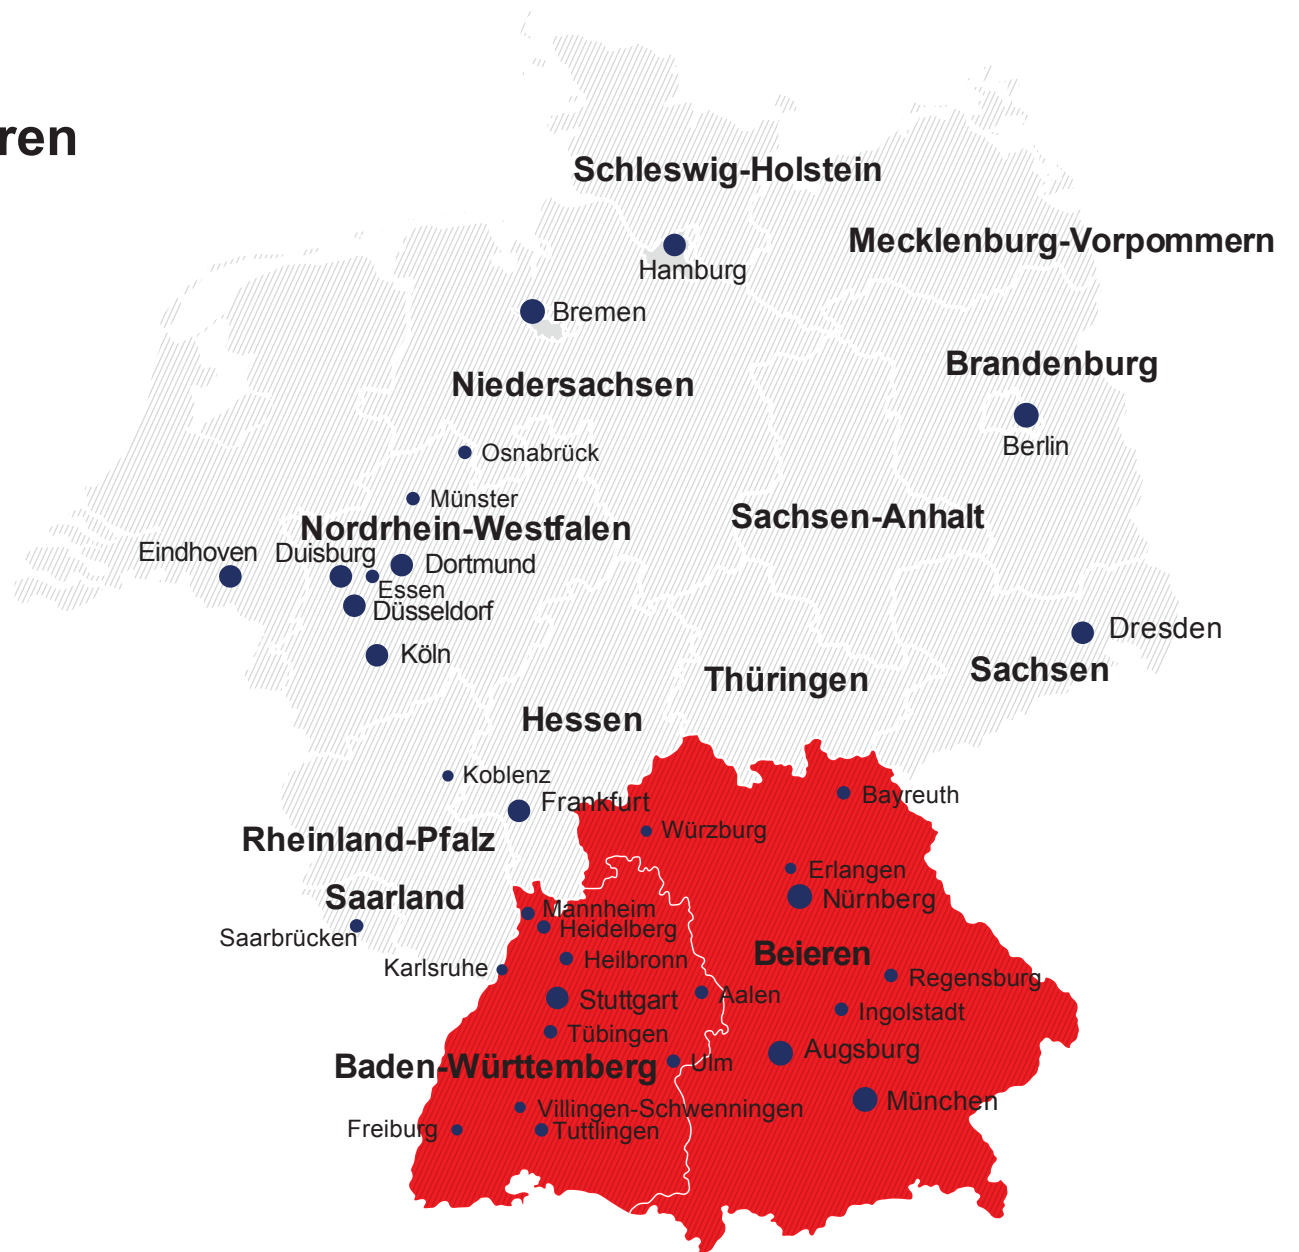 ren
Schleswig-Holstein
Mecklenburg-Vorpommern
Hamburg
Bremen
Brandenburg
Niedersachsen
Berlin
Osnabrück
Münster
Sachsen-Anhalt
Nordrhein-Westfalen
Eindhoven
Duisburg
Dortmund
Essen
Düsseldorf
Dresden
Köln
Sachsen
Thüringen
Hessen
Koblenz
Bayreuth
Frankfurt
Würzburg
Rheinland-Pfalz
Erlangen
Saarland
Nürnberg
Mannheim
Heidelberg
Saarbrücken
Beieren
Heilbronn
Karlsruhe
Regensburg
Aalen
Stuttgart
Ingolstadt
Tübingen
Augsburg
Ulm
Baden-Württemberg
München
Villingen-Schwenningen
Freiburg
Tuttlingen